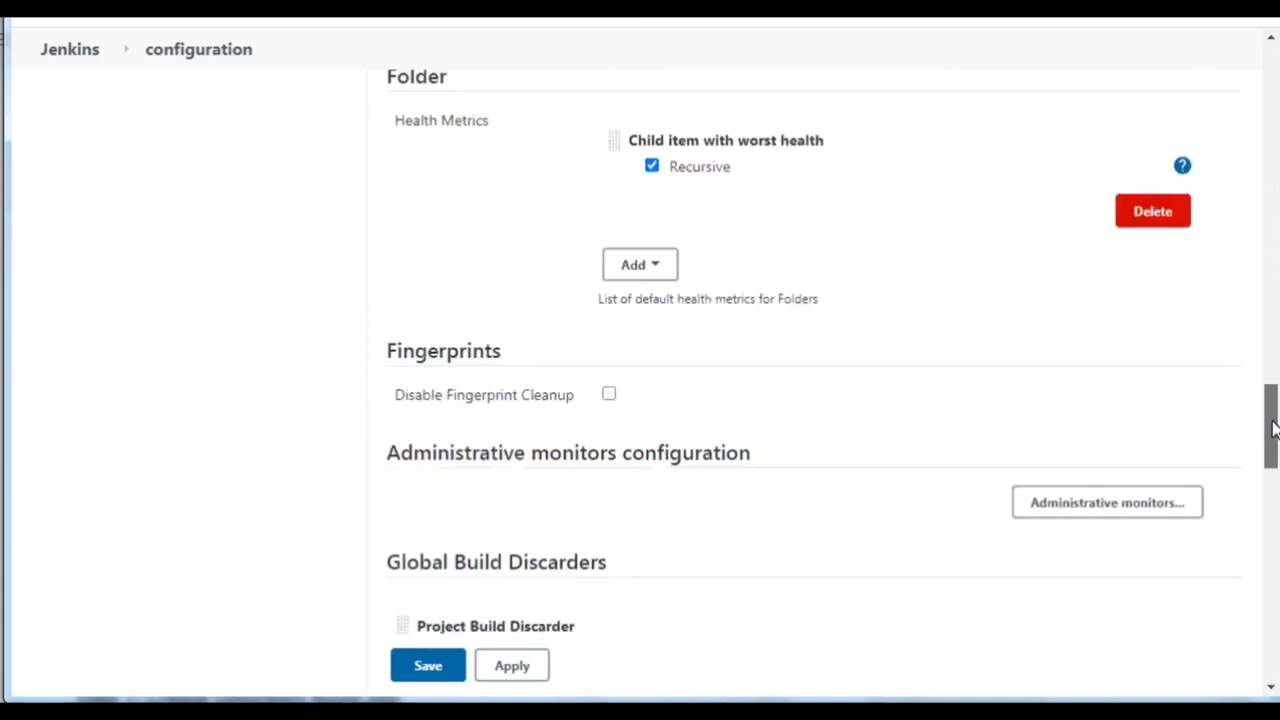 Jenkins
configuration
Folder
Health Metrics
Child item with worst health
Recursive
?
Delete
Add
List of default health metrics for Folders
Fingerprints
Disable Fingerprint Cleanup
Administrative monitors configuration
Administrative monitors...
Global Build Discarders
Project Build Discarder
Save
Apply